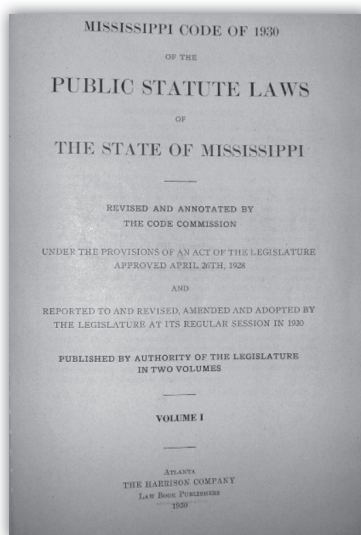 MISSISSIPPI CODE OF 1930
OF THE
PUBLIC STATUTE LAWS
OF
THE STATE OF MISSISSIPPI
REVISED AND ANNOTATED BY
THE CODE COMMISSION
UNDER THE PROVISIONS OF AN ACT OF THE LEGISLATURE
APPROVED APRIL 26TH, 1928
AND
REPORTED TO AND REVISED, AMENDED AND ADOPTED BY
THE LEGISLATURE AT ITS REGULAR SESSION IN 1930
PUBLISHED BY AUTHORITY OF THE LEGISLATURE
IN TWO VOLUMES
VOLUME I
ATLANTA
THE HARRISON COMPANY
LAW BOOK PUBLISHERS
1930